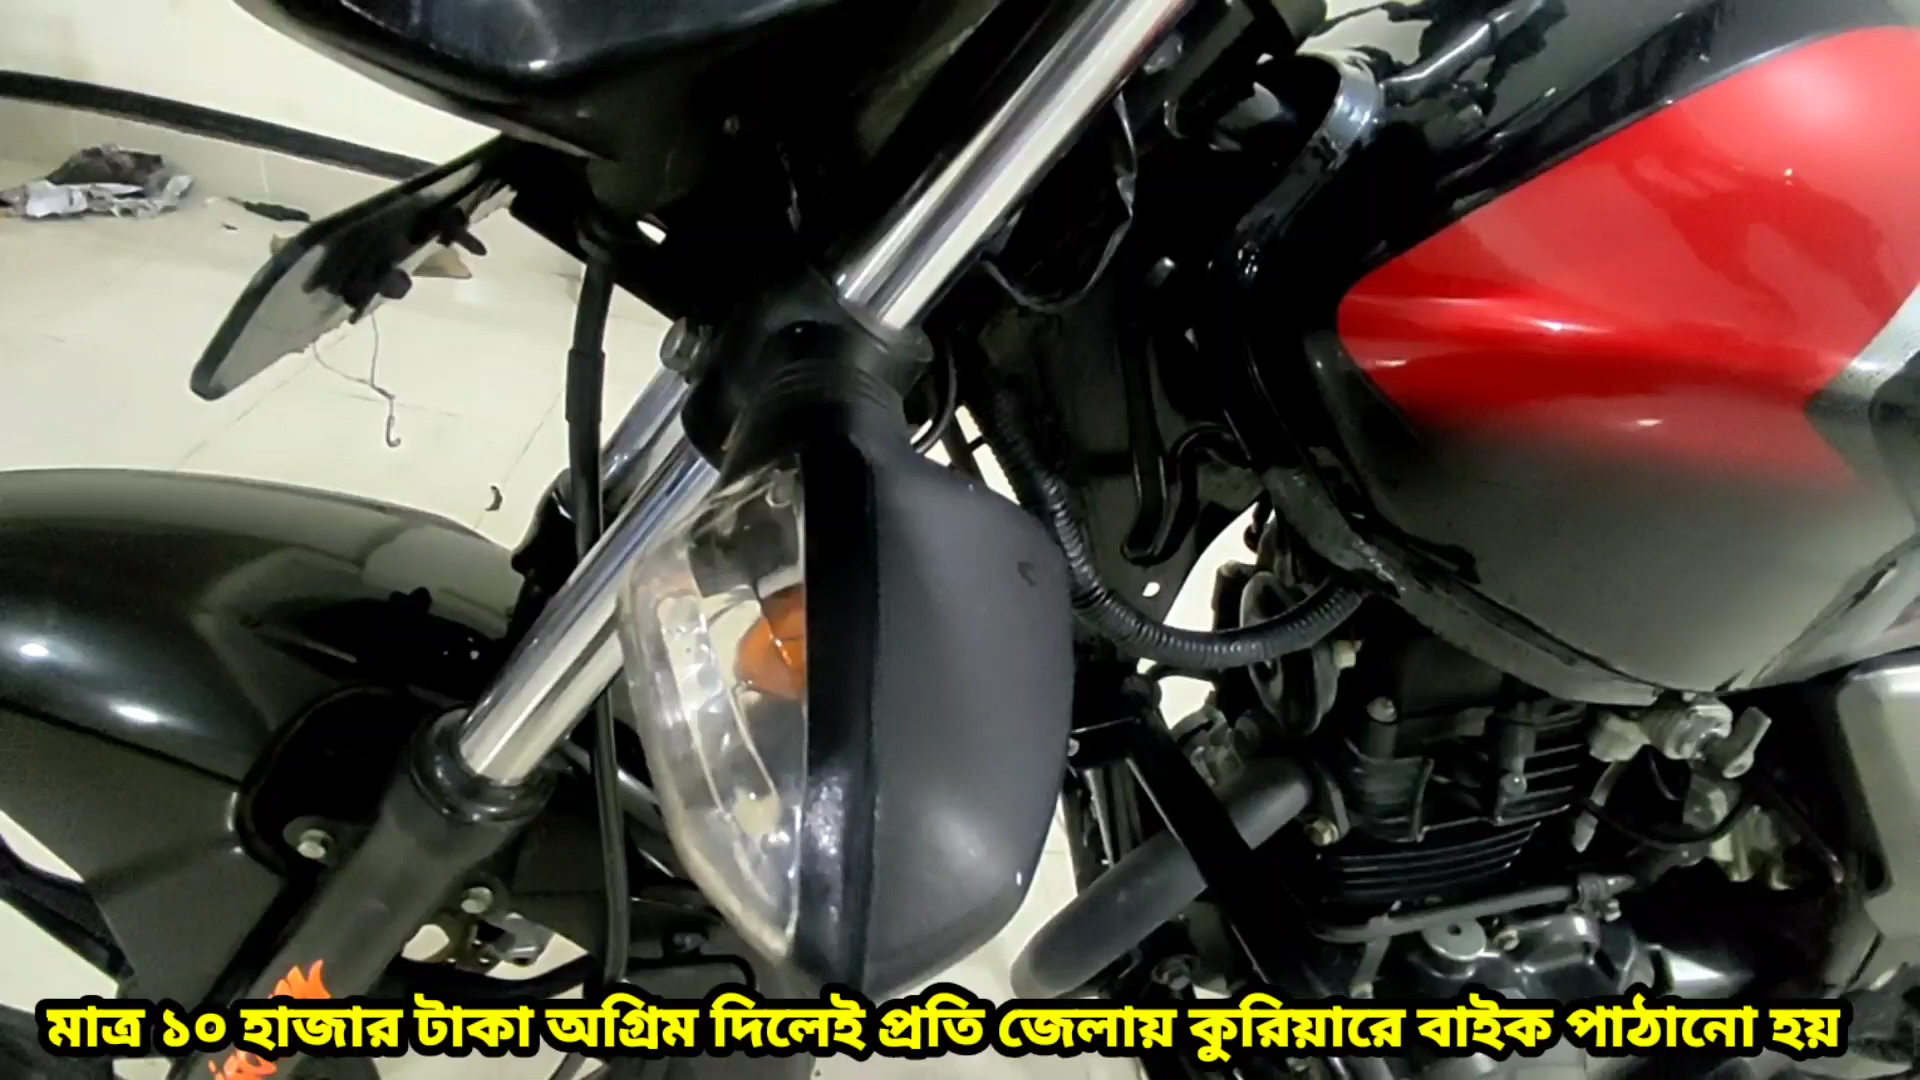 মাত্র ১০ হাজার টাকা অগ্রিম দিলেই প্রতি জেলায় কুরিয়ারে বাইক পাঠানো হয়